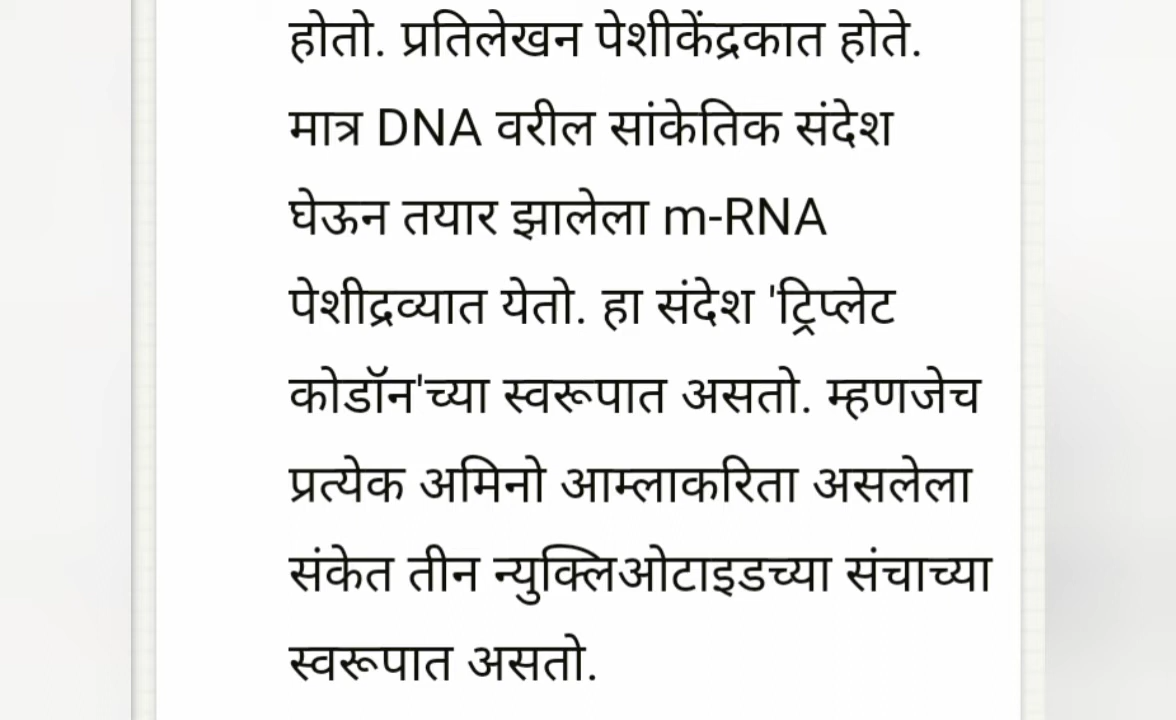 होतो. प्रतिलेखन पेशीकेंद्रकात होते.
मात्र DNA वरील सांकेतिक संदेश
घेऊन तयार झालेला m-RNA
पेशीद्रव्यात येतो. हा संदेश 'ट्रिप्लेट
कोडॉन'च्या स्वरूपात असतो. म्हणजेच
प्रत्येक अमिनो आम्लाकरिता असलेला
संकेत तीन न्युक्लिओटाइडच्या संचाच्या
स्वरूपात असतो.